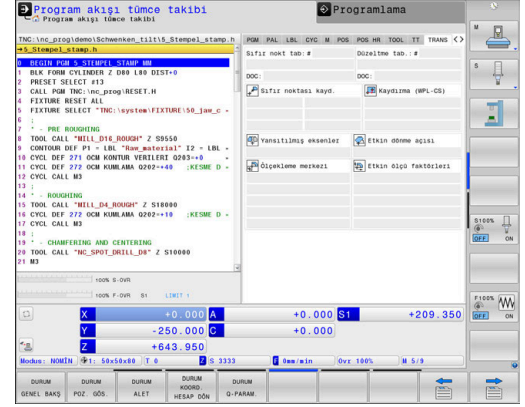 Program akışı tümce takibi
Program akışı tümce takibi
Programlama
TNC:\nc_prog\demo\Schwenken_tilt\5_Stempel_stamp.h
→5_Stempel_stamp.h
0 BEGIN PGM 5_STEMPEL_STAMP MM
1 BLK FORM CYLINDER Z D80 L80 DIST+0
2 PRESET SELECT #13
3 CALL PGM TNC:\nc_prog\RESET.H
4 FIXTURE RESET ALL
5 FIXTURE SELECT "TNC:\system\FIXTURE\50_jaw_c
6 ;
7 * - PRE ROUGHING
8 TOOL CALL "MILL_D16_ROUGH" Z S9550
9 CONTOUR DEF P1 = LBL "Raw_material" I2 = LBL
10 CYCL DEF 271 OCM KONTUR VERILERI Q203=+0
11 CYCL DEF 272 OCM KUMLAMA Q202=+40 ;KESME D
12 CYCL CALL M3
13 ;
14 * - ROUGHING
15 TOOL CALL "MILL_D4_ROUGH" Z S18000
16 CYCL DEF 272 OCM KUMLAMA Q202=+10 ;KESME D
17 CYCL CALL M3
18 ;
19 * - CHAMFERING AND CENTERING
20 TOOL CALL "NC_SPOT_DRILL_D8" Z S10000
21 M3
PGM PAL LBL CYC M POS POS HR TOOL TT TRANS
Sıfır nokt tab:# Düzeltme tab.:#
DOC: DOC:
Sıfır noktası kayd. Kaydırma (WPL-CS)
Yansıtılmış eksenler Etkin dönme açısı
Ölçekleme merkezi Etkin ölçü faktörleri
100% S-OVR
100% F-OVR S1 LIMIT 1
X +0.000 A +0.000 S1 +209.350
Y -250.000 C +0.000
Z +643.950
Modus: NOMİN 1: 50x50x80 T 0 Z S 3333 F 0mm/min Ovr 100% M 5/9
DURUM GENEL BAKŞ
DURUM POZ. GÖS.
DURUM ALET
DURUM KOORD. HESAP DÖN
DURUM Q-PARAM.
M
S
S100%
OFF ON
F100%
OFF ON